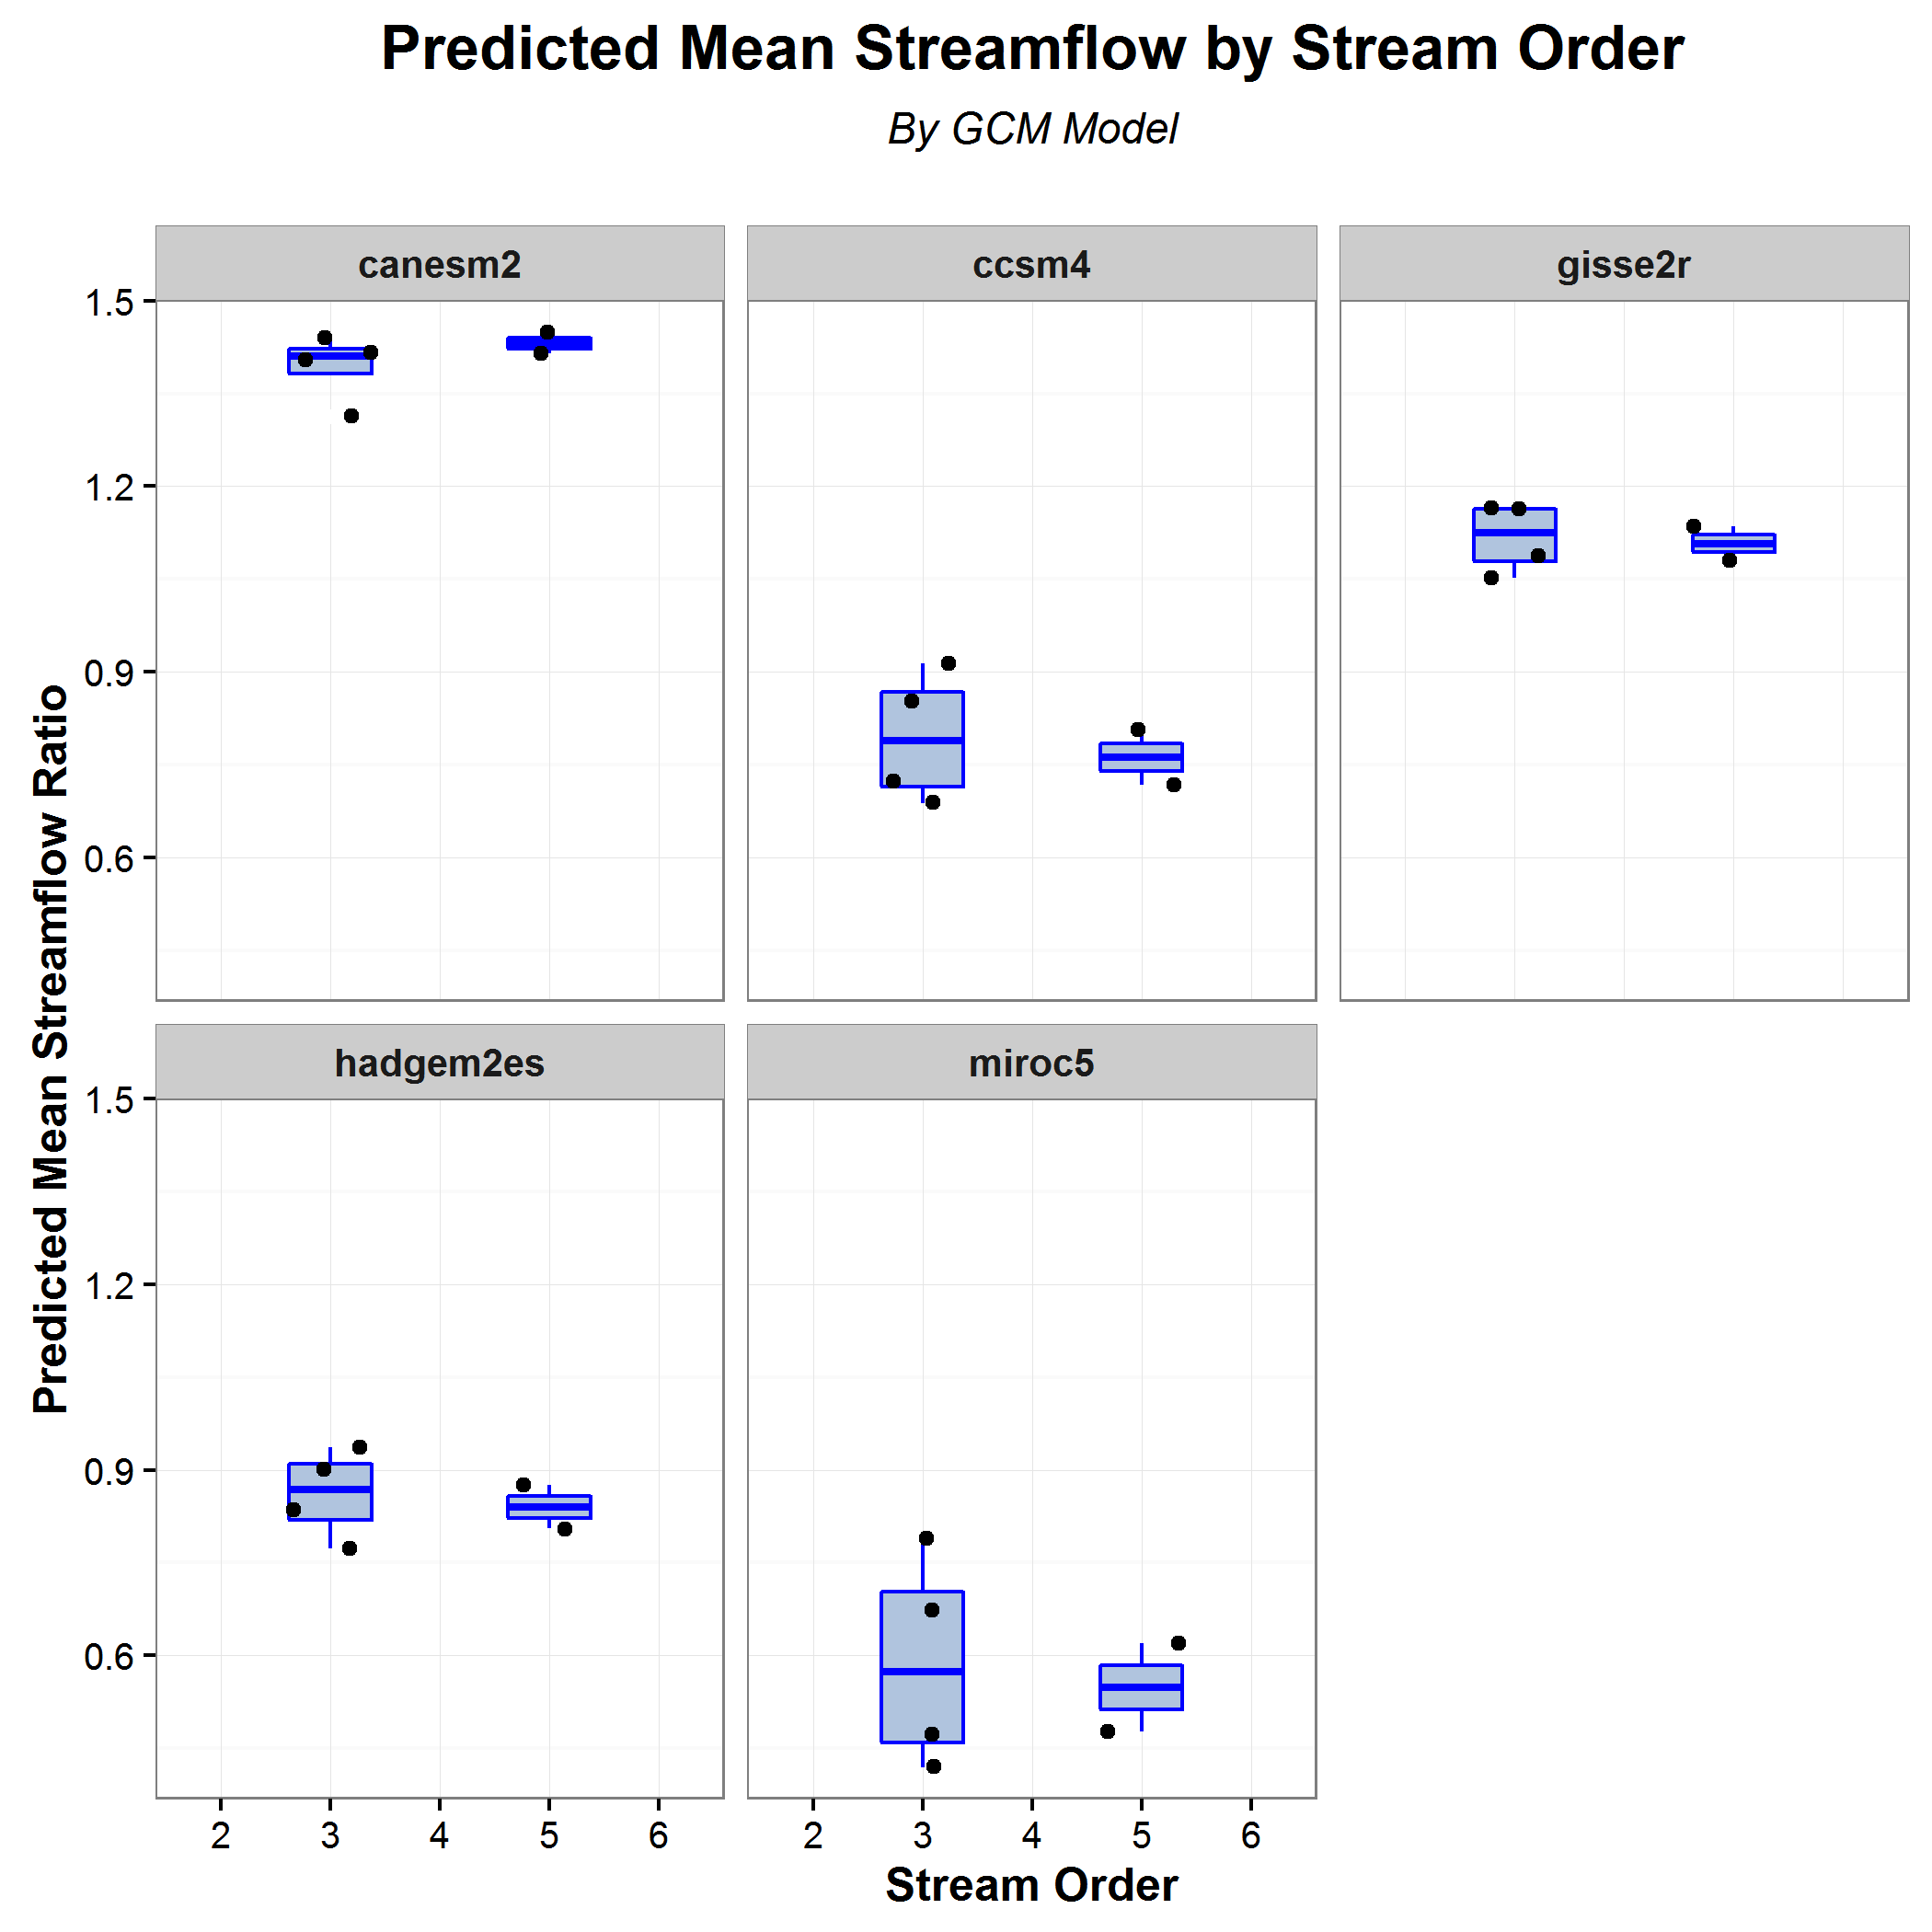 Predicted Mean Streamflow by Stream Order
By GCM Model
canesm2
ccsm4
gisse2r
1.5
1.2
0.9
0.6
Predicted Mean Streamflow Ratio
hadgem2es
miroc5
1.5
1.2
0.9
0.6
2 3 4 5 6
2 3 4 5 6
Stream Order